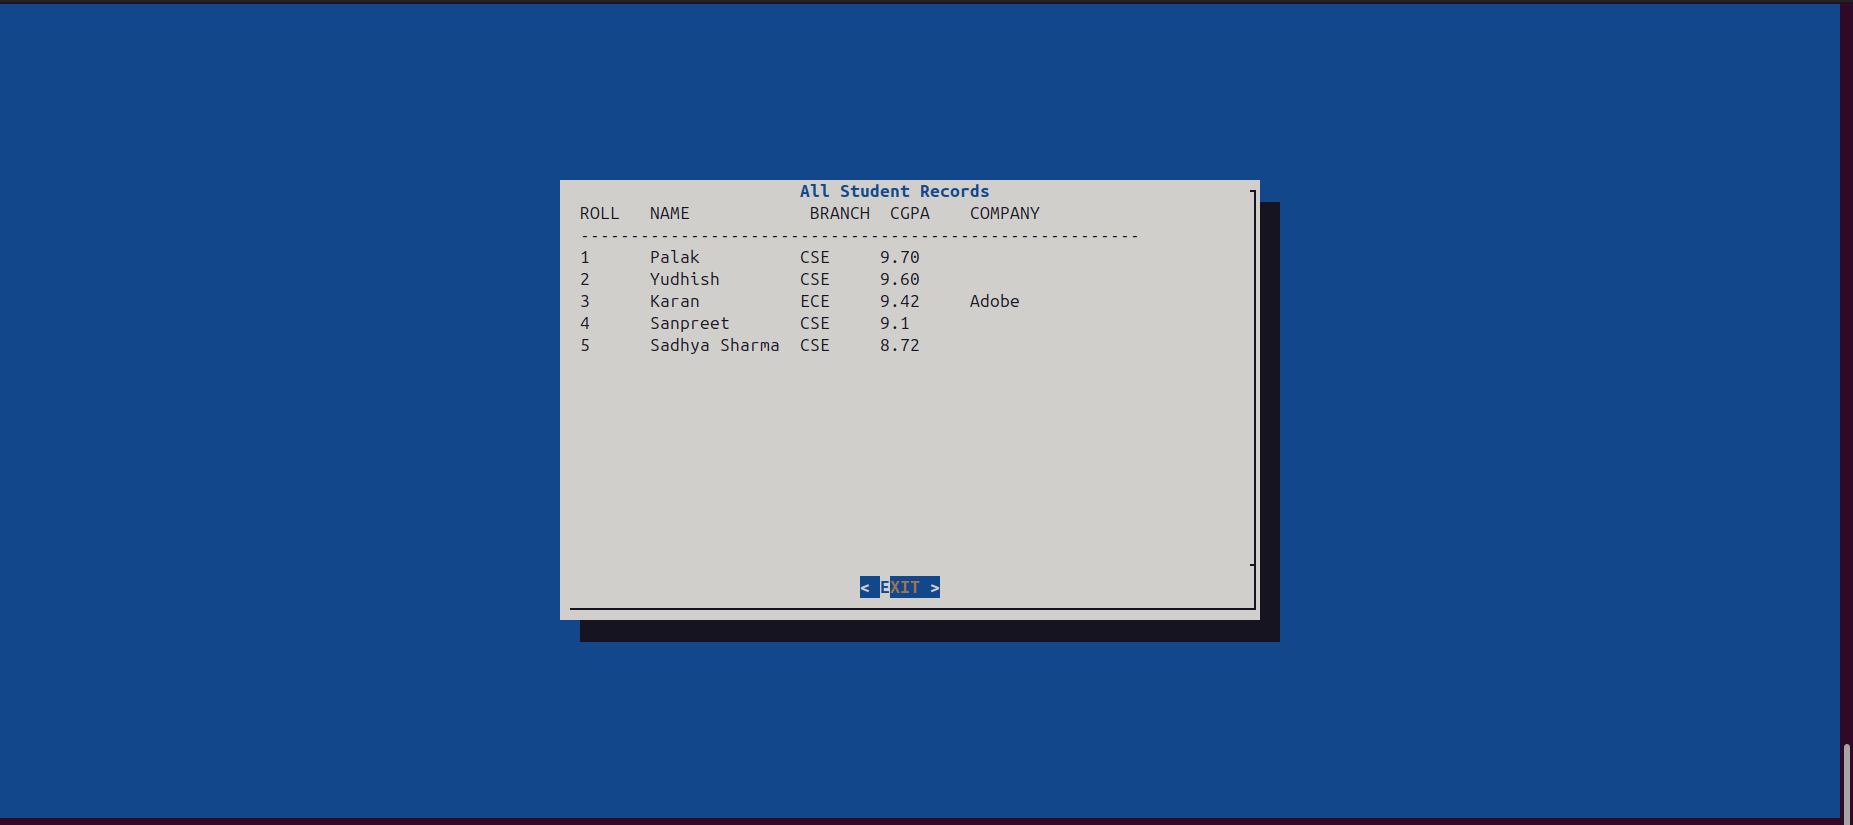 All Student Records
ROLL   NAME            BRANCH  CGPA    COMPANY
--------------------------------------------------------
1      Palak          CSE     9.70
2      Yudhish        CSE     9.60
3      Karan          ECE     9.42     Adobe
4      Sanpreet       CSE     9.1
5      Sadhya Sharma  CSE     8.72
< EXIT >